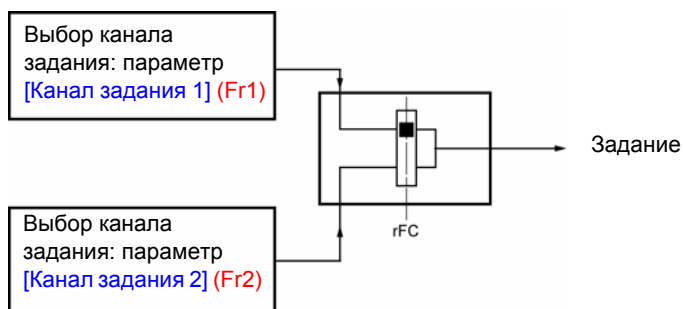 Выбор канала
задания: параметр
[Канал задания 1] (Fr1)
Задание
Выбор канала
задания: параметр
[Канал задания 2] (Fr2)
rFC